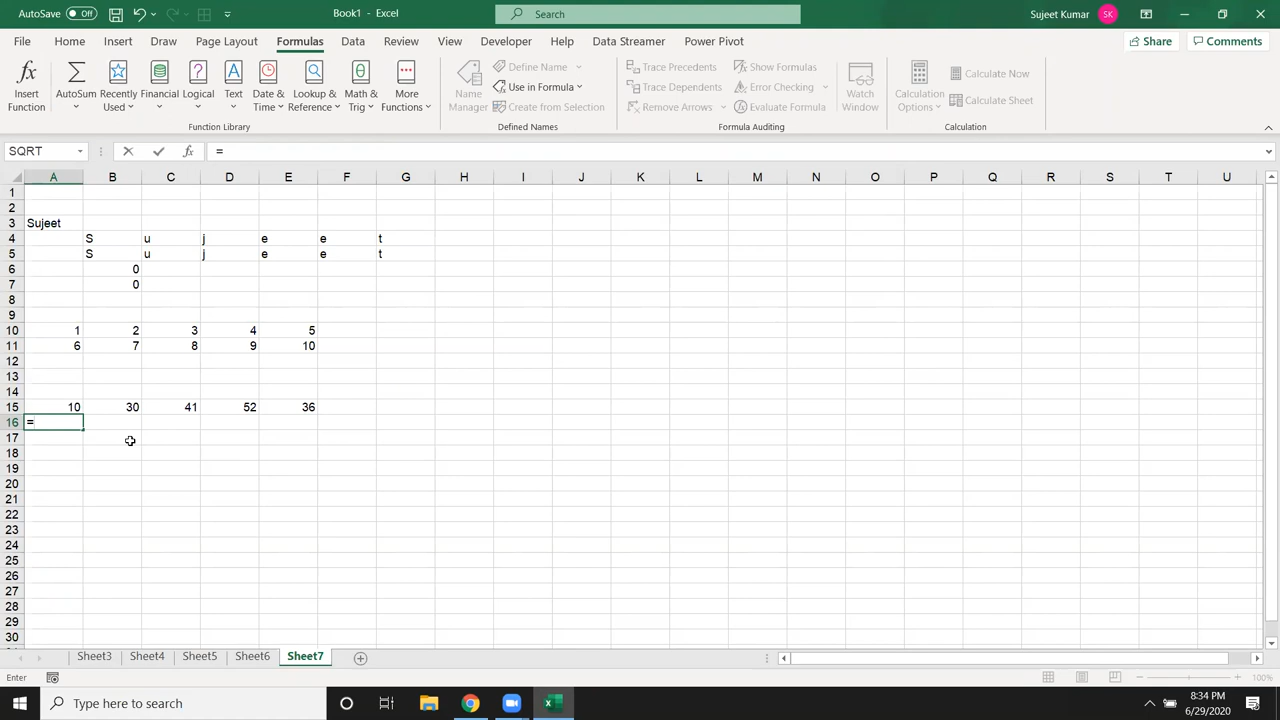 AutoSave Off Book1 - Excel Search Sujeet Kumar SK
File Home Insert Draw Page Layout Formulas Data Review View Developer Help Data Streamer Power Pivot Share Comments
Insert Function
AutoSum
Recently Used
Financial
Logical
Text
Date & Time
Lookup & Reference
Math & Trig
More Functions
Function Library
Name Manager
Define Name
Use in Formula
Create from Selection
Defined Names
Trace Precedents
Trace Dependents
Remove Arrows
Show Formulas
Error Checking
Evaluate Formula
Watch Window
Formula Auditing
Calculation Options
Calculate Now
Calculate Sheet
Calculation
SQRT fx =
A B C D E F G H I J K L M N O P Q R S T U
1
2
3 Sujeet
4 S u j e e t
5 S u j e e t
6 0
7 0
8
9
10 1 2 3 4 5
11 6 7 8 9 10
12
13
14
15 10 30 41 52 36
16 =
17
18
19
20
21
22
23
24
25
26
27
28
29
30
Sheet3 Sheet4 Sheet5 Sheet6 Sheet7
Enter 100%
Type here to search 8:34 PM
6/29/2020